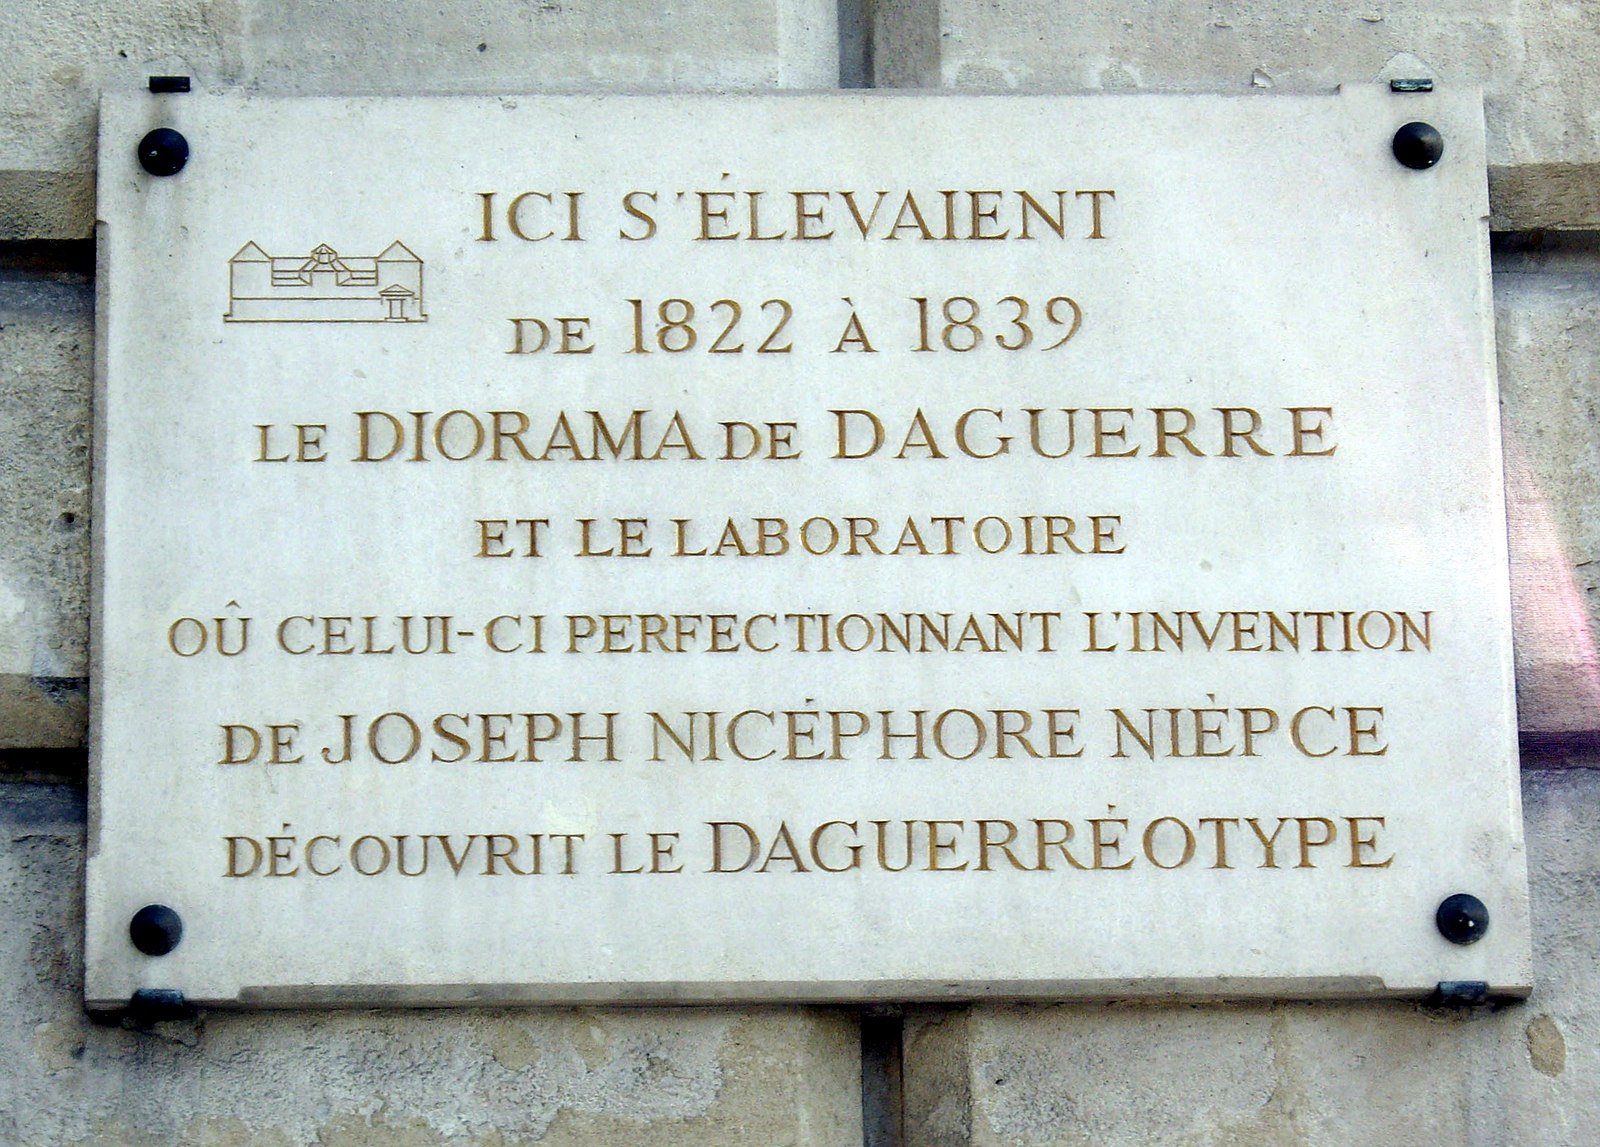 ICI S'ÉLEVAIENT
DE 1822 À 1839
LE DIORAMA DE DAGUERRE
ET LE LABORATOIRE
OÛ CELUI-CI PERFECTIONNANT L'INVENTION
DE JOSEPH NICÉPHORE NIÈPCE
DÉCOUVRIT LE DAGUERRÉOTYPE